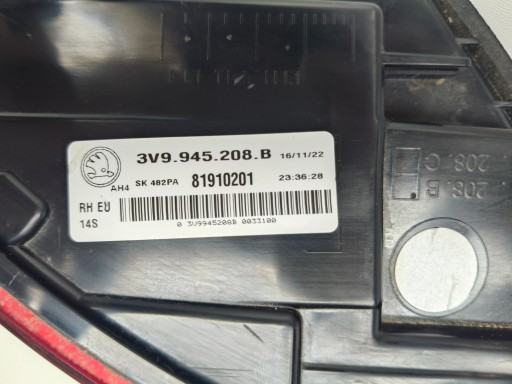 3V9.945.208.B 16/11/22
AH4 SK 482PA 81910201 23:36:28
RH EU
14S
0 3V9945208B 0033100
208. B
208. C